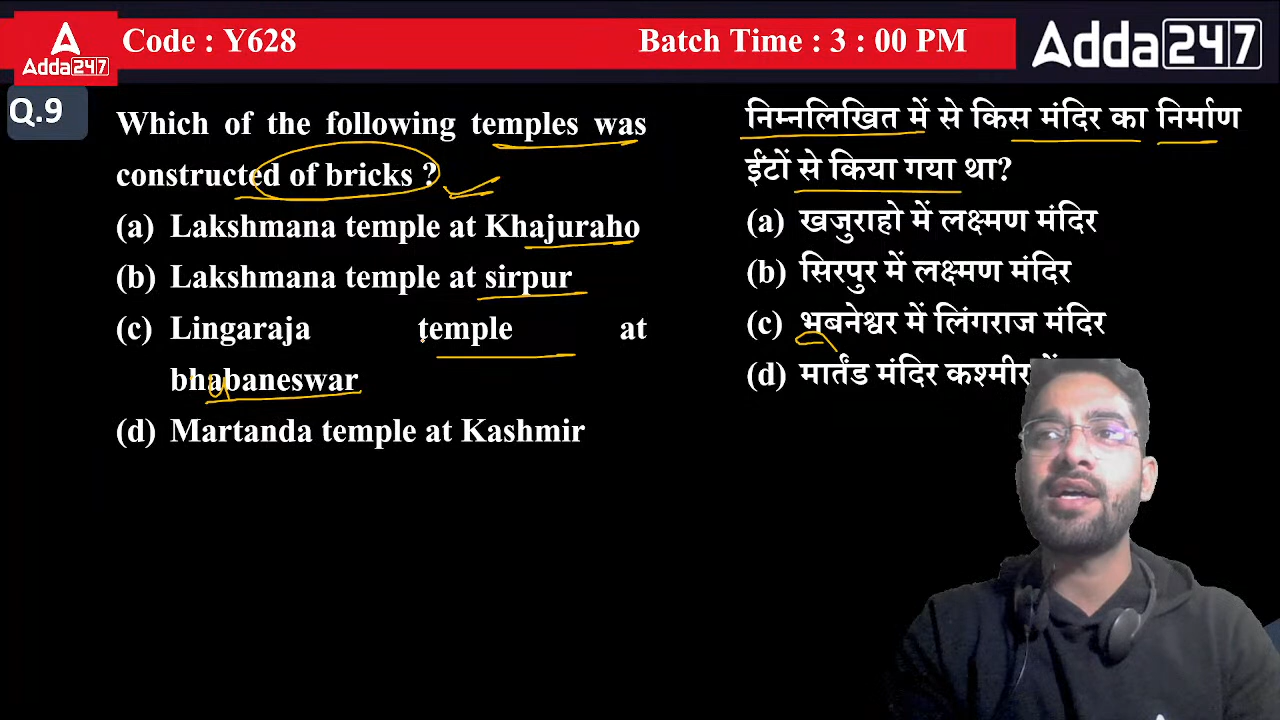 Code : Y628
Batch Time : 3 : 00 PM
Adda247
Adda247
Q.9
Which of the following temples was
constructed of bricks ?
(a) Lakshmana temple at Khajuraho
(b) Lakshmana temple at sirpur
(c) Lingaraja temple at
bhabaneswar
u
(d) Martanda temple at Kashmir
निम्नलिखित में से किस मंदिर का निर्माण
ईंटों से किया गया था?
(a) खजुराहो में लक्ष्मण मंदिर
(b) सिरपुर में लक्ष्मण मंदिर
(c) भबनेश्वर में लिंगराज मंदिर
(d) मार्तंड मंदिर कश्मीर